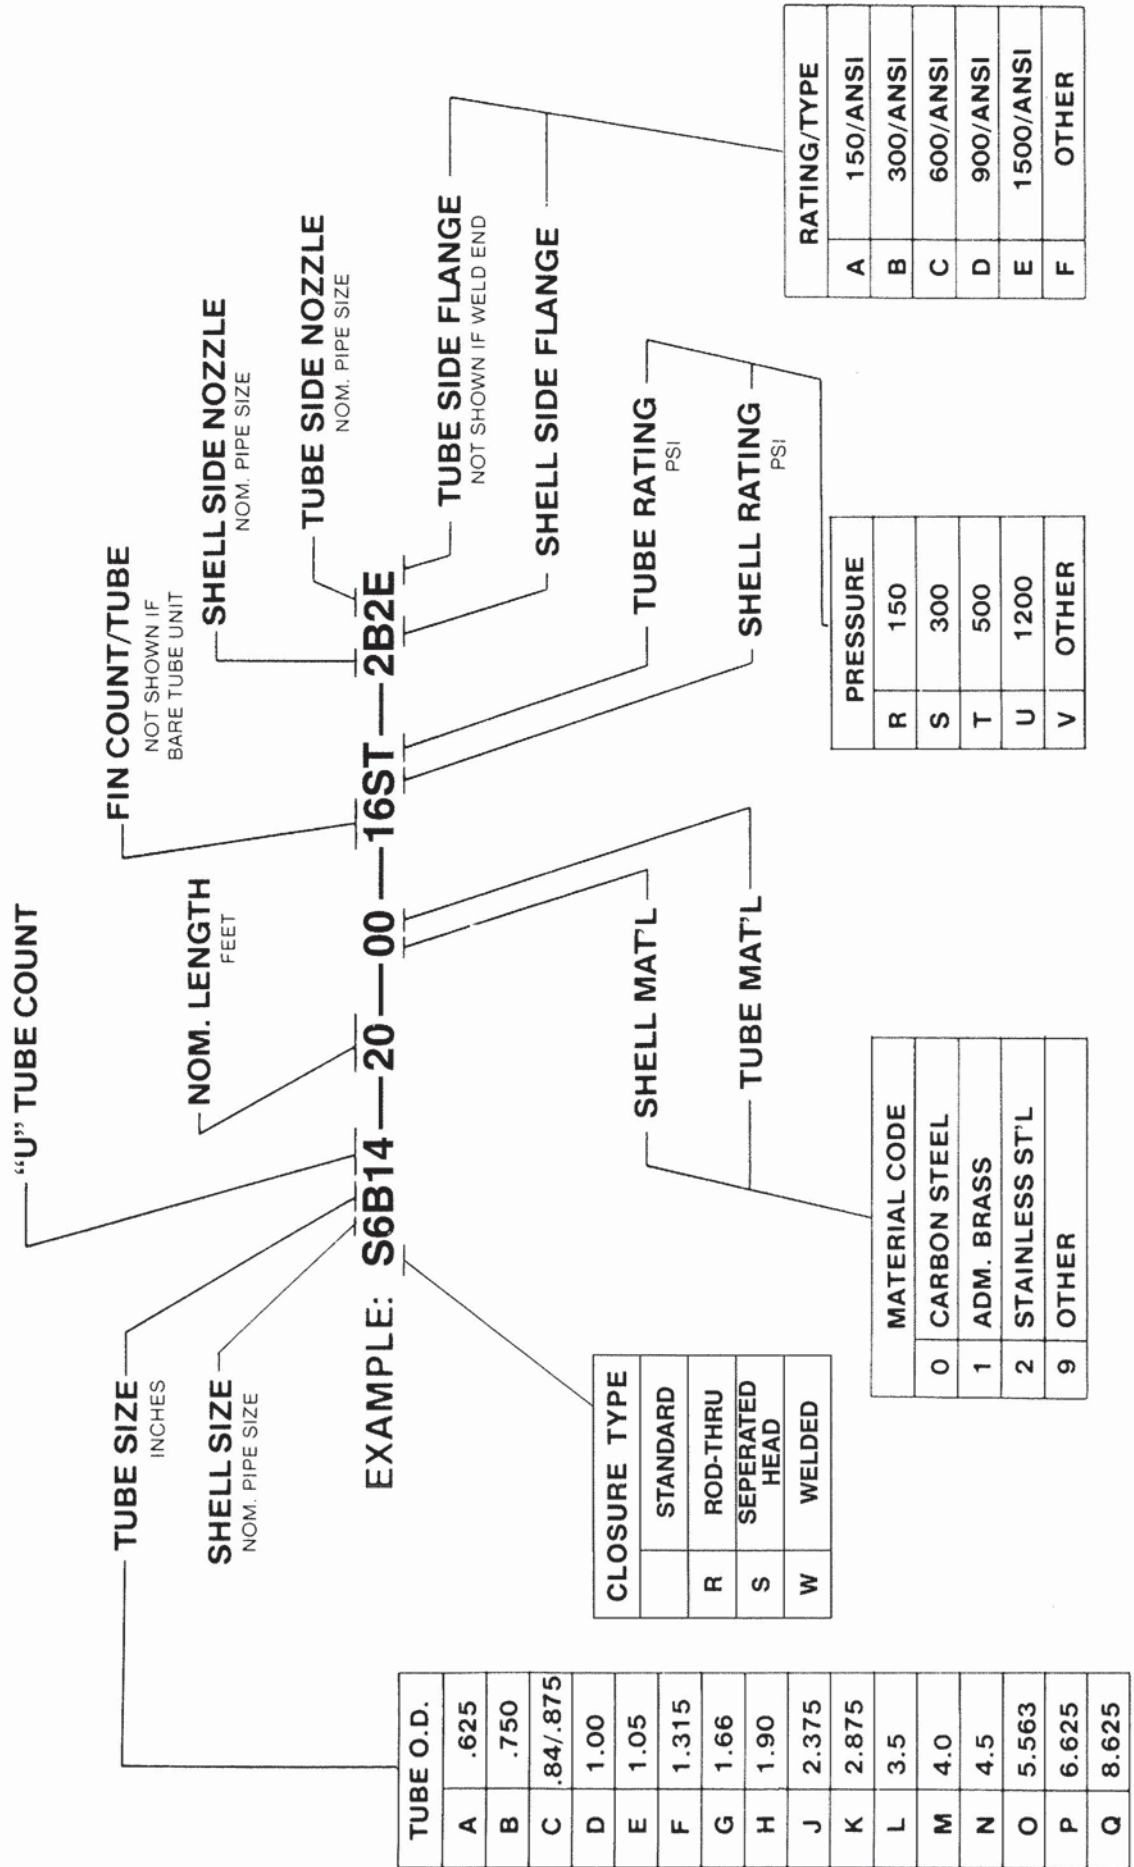 “U” TUBE COUNT
TUBE SIZE
INCHES
SHELL SIZE
NOM. PIPE SIZE
NOM. LENGTH
FEET
FIN COUNT/TUBE
NOT SHOWN IF
BARE TUBE UNIT
SHELL SIDE NOZZLE
NOM. PIPE SIZE
TUBE SIDE NOZZLE
NOM. PIPE SIZE
EXAMPLE: S6B14—20—00—16ST—2B2E
TUBE SIDE FLANGE
NOT SHOWN IF WELD END
SHELL SIDE FLANGE
TUBE RATING
PSI
SHELL RATING
PSI
SHELL MAT'L
TUBE MAT'L
TUBE O.D.
A .625
B .750
C .84/.875
D 1.00
E 1.05
F 1.315
G 1.66
H 1.90
J 2.375
K 2.875
L 3.5
M 4.0
N 4.5
O 5.563
P 6.625
Q 8.625
CLOSURE TYPE
STANDARD
R ROD-THRU
S SEPERATED
HEAD
W WELDED
MATERIAL CODE
0 CARBON STEEL
1 ADM. BRASS
2 STAINLESS ST'L
9 OTHER
PRESSURE
R 150
S 300
T 500
U 1200
V OTHER
RATING/TYPE
A 150/ANSI
B 300/ANSI
C 600/ANSI
D 900/ANSI
E 1500/ANSI
F OTHER